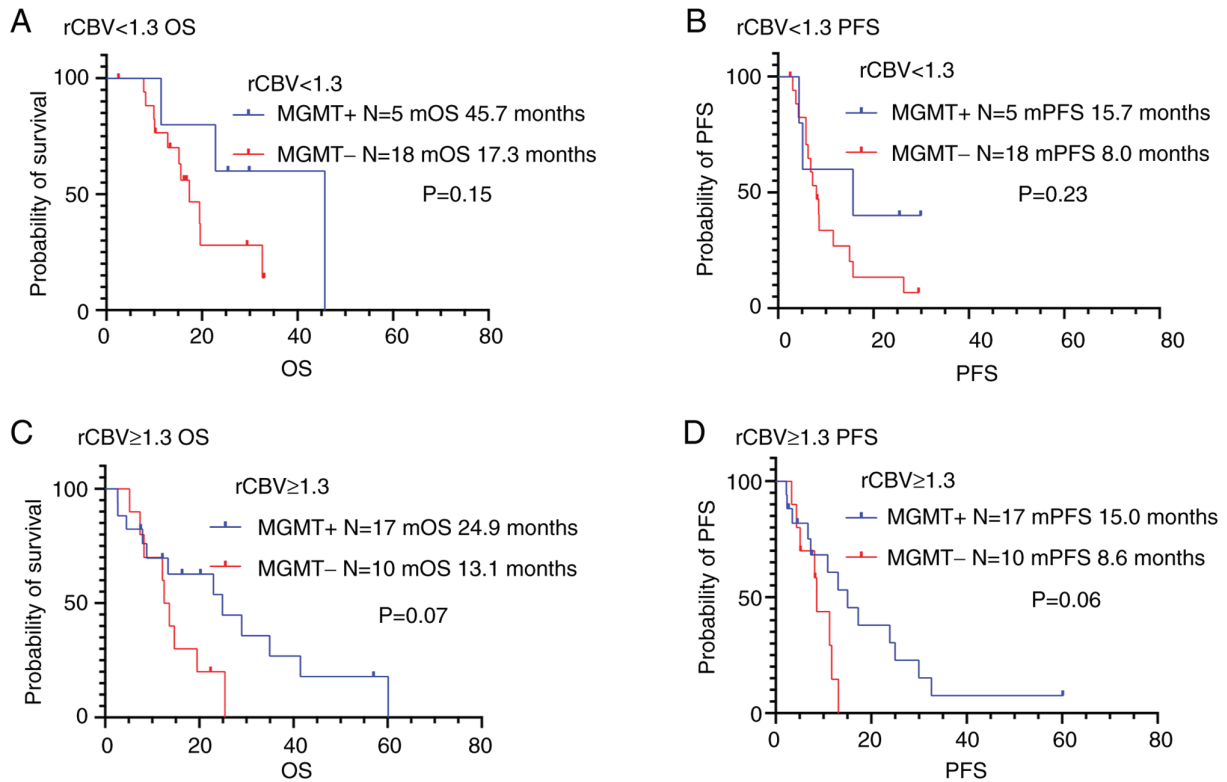 A
rCBV<1.3 OS
rCBV<1.3
MGMT+ N=5 mOS 45.7 months
MGMT− N=18 mOS 17.3 months
P=0.15
Probability of survival
100
50
0
0 20 40 60 80
OS
B
rCBV<1.3 PFS
rCBV<1.3
MGMT+ N=5 mPFS 15.7 months
MGMT− N=18 mPFS 8.0 months
P=0.23
Probability of PFS
100
50
0
0 20 40 60 80
PFS
C
rCBV≥1.3 OS
rCBV≥1.3
MGMT+ N=17 mOS 24.9 months
MGMT− N=10 mOS 13.1 months
P=0.07
Probability of survival
100
50
0
0 20 40 60 80
OS
D
rCBV≥1.3 PFS
rCBV≥1.3
MGMT+ N=17 mPFS 15.0 months
MGMT− N=10 mPFS 8.6 months
P=0.06
Probability of PFS
100
50
0
0 20 40 60 80
PFS